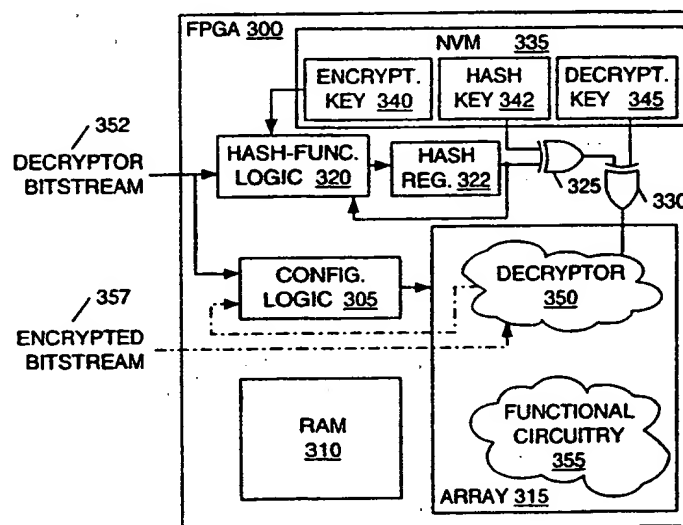 FPGA 300
NVM 335
ENCRYPT.
KEY 340
HASH
KEY 342
DECRYPT.
KEY 345
352
DECRYPTOR
BITSTREAM
HASH-FUNC.
LOGIC 320
HASH
REG. 322
325
330
CONFIG.
LOGIC 305
DECRYPTOR
350
357
ENCRYPTED
BITSTREAM
RAM
310
FUNCTIONAL
CIRCUITRY
355
ARRAY 315